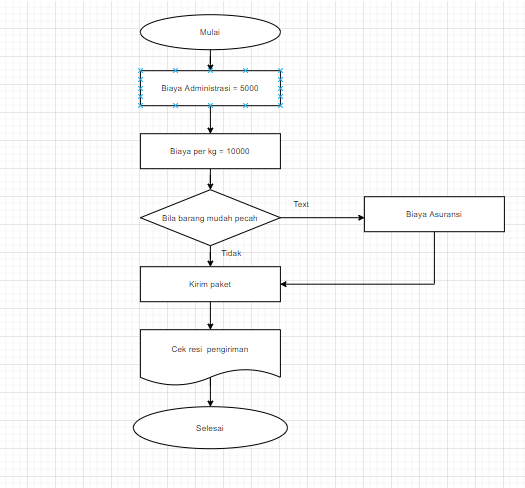 Mulai
Biaya Administrasi = 5000
Biaya per kg = 10000
Bila barang mudah pecah
Text
Biaya Asuransi
Tidak
Kirim paket
Cek resi  pengiriman
Selesai